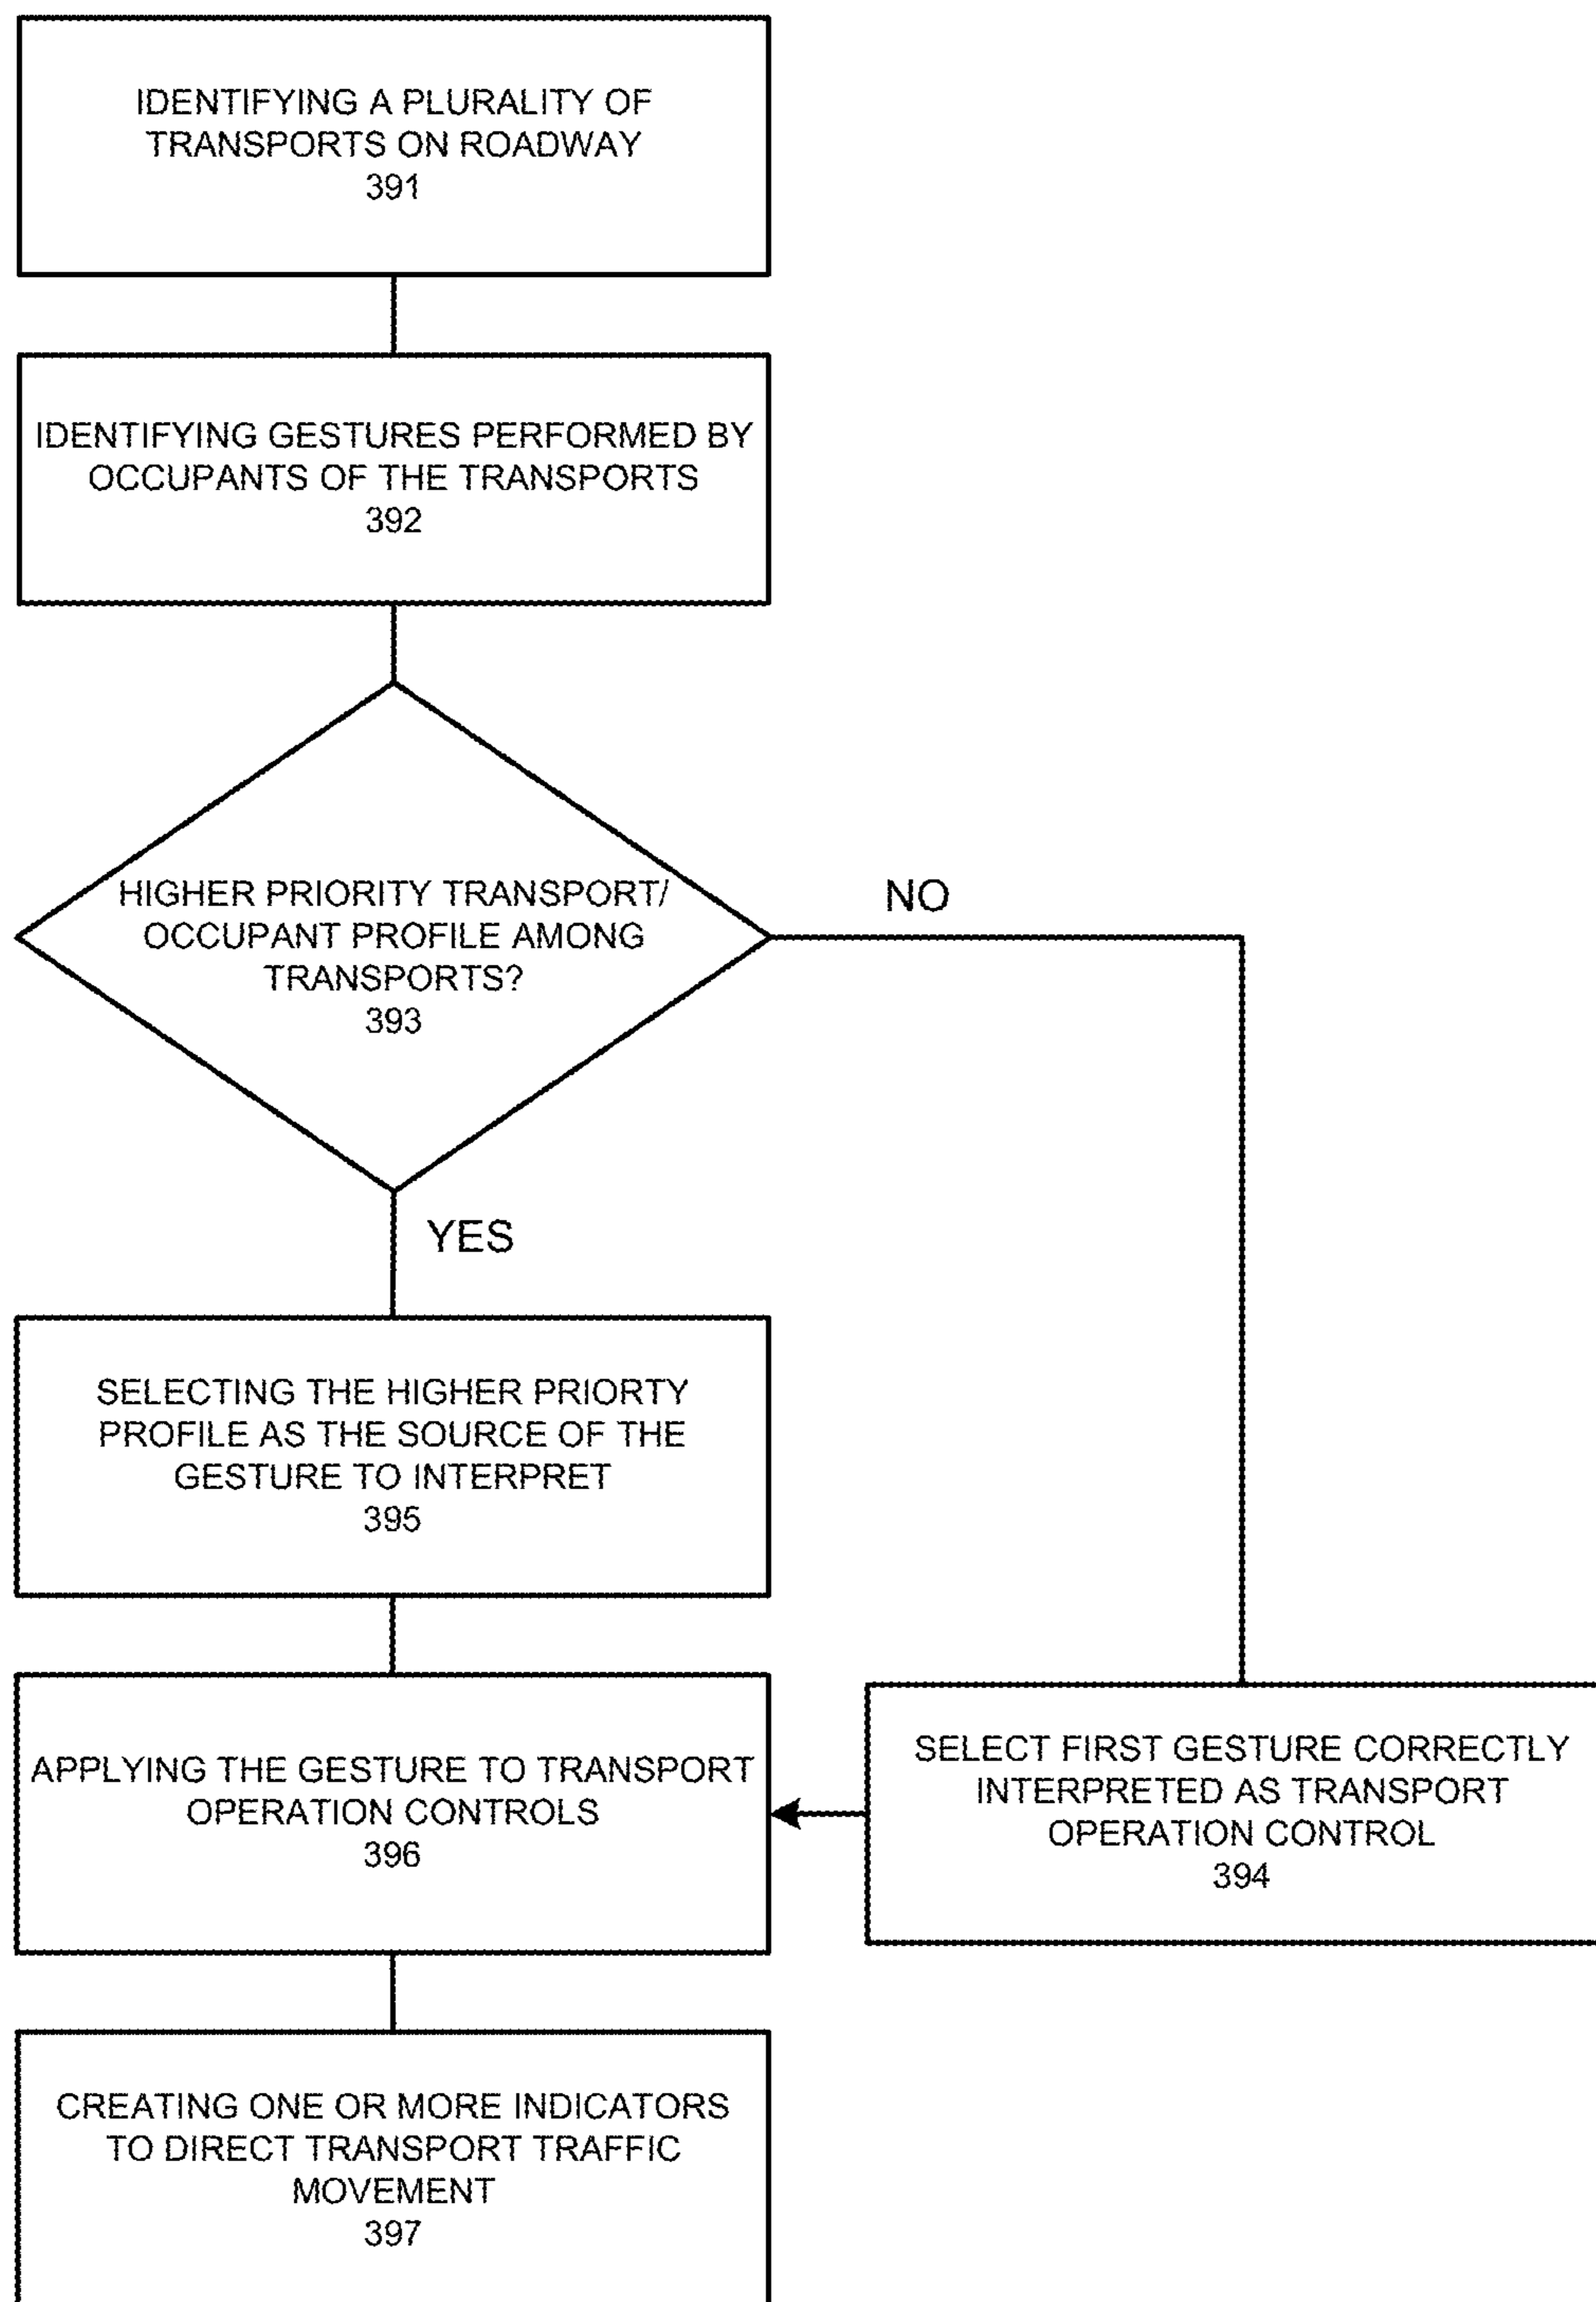 IDENTIFYING A PLURALITY OF
TRANSPORTS ON ROADWAY
391
IDENTIFYING GESTURES PERFORMED BY
OCCUPANTS OF THE TRANSPORTS
392
HIGHER PRIORITY TRANSPORT/
OCCUPANT PROFILE AMONG
TRANSPORTS?
393
NO
YES
SELECTING THE HIGHER PRIORTY
PROFILE AS THE SOURCE OF THE
GESTURE TO INTERPRET
395
APPLYING THE GESTURE TO TRANSPORT
OPERATION CONTROLS
396
SELECT FIRST GESTURE CORRECTLY
INTERPRETED AS TRANSPORT
OPERATION CONTROL
394
CREATING ONE OR MORE INDICATORS
TO DIRECT TRANSPORT TRAFFIC
MOVEMENT
397